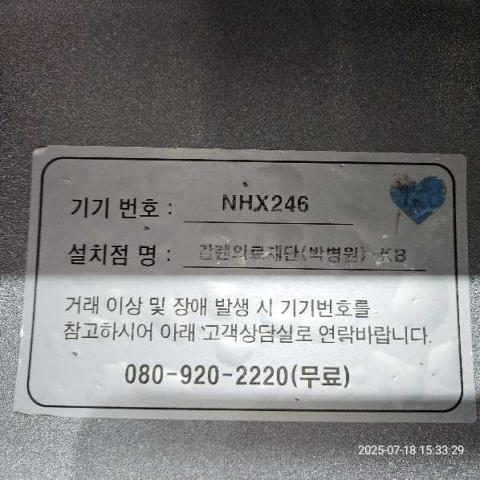 기기 번호 : NHX246
설치점 명 : 갈렌의료재단(박병원)-KB
거래 이상 및 장애 발생 시 기기번호를
참고하시어 아래 고객상담실로 연락바랍니다.
080-920-2220(무료)
2025-07-18 15:33:29